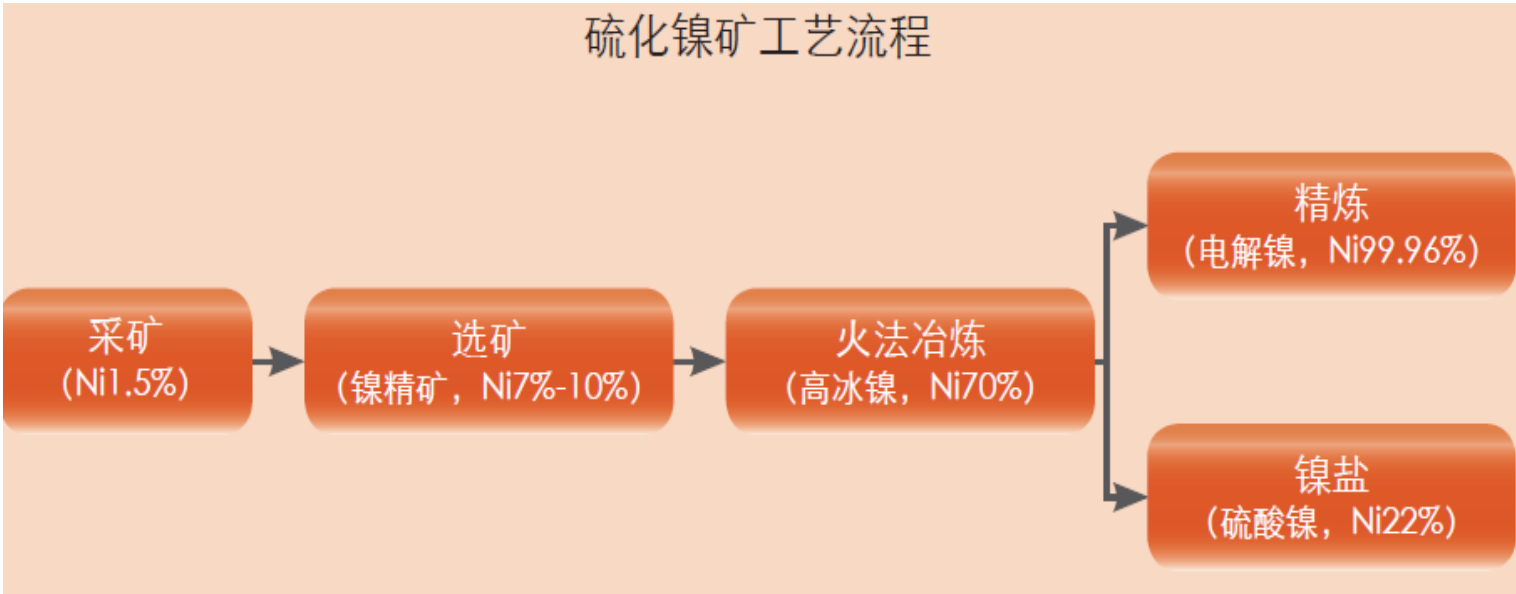 硫化镍矿工艺流程
采矿
(Ni1.5%)
选矿
(镍精矿，Ni7%-10%)
火法冶炼
(高冰镍，Ni70%)
精炼
(电解镍，Ni99.96%)
镍盐
(硫酸镍，Ni22%)